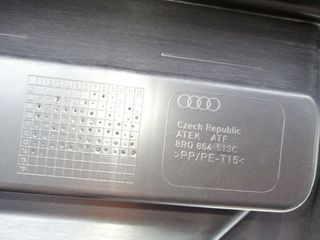 Czech Republic
ATEK ATF
8R0 864 513C
>PP/PE-T15<